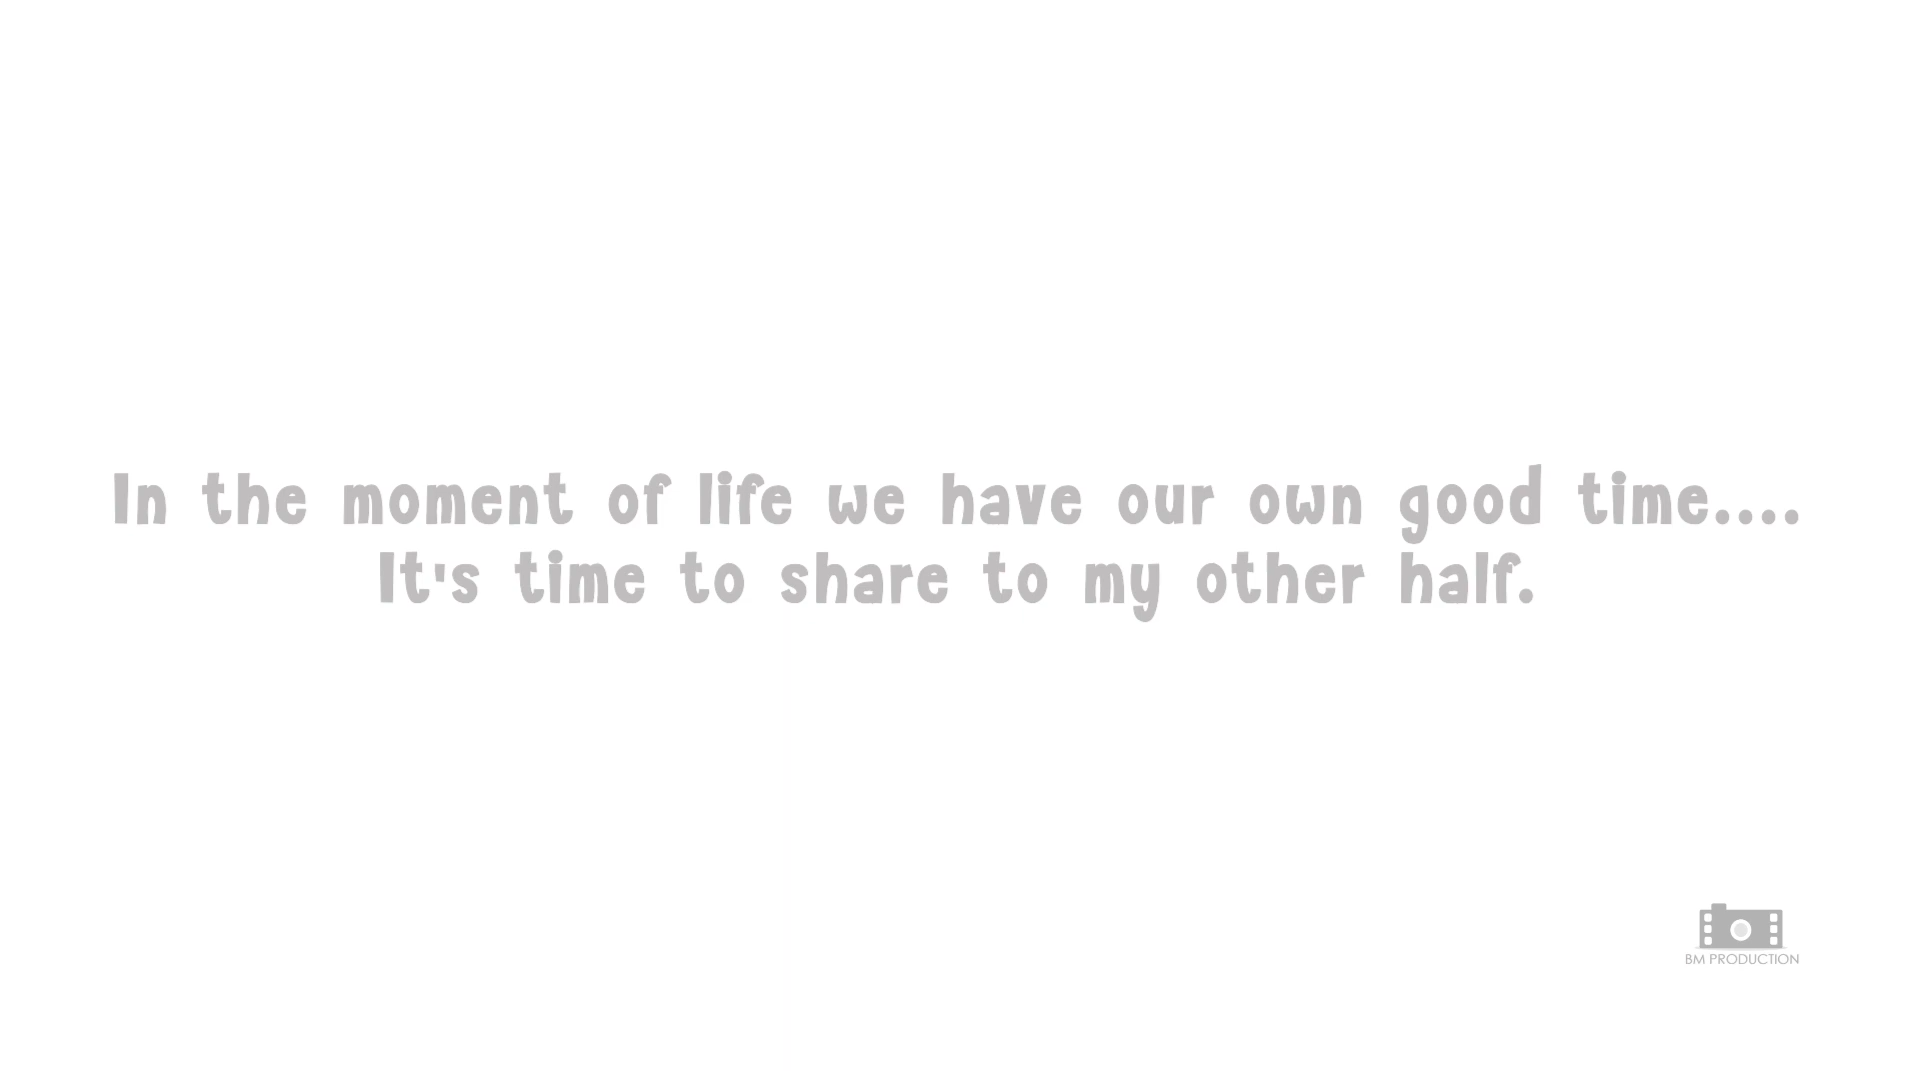 In the moment of life we have our own good time....
It's time to share to my other half.
BM PRODUCTION